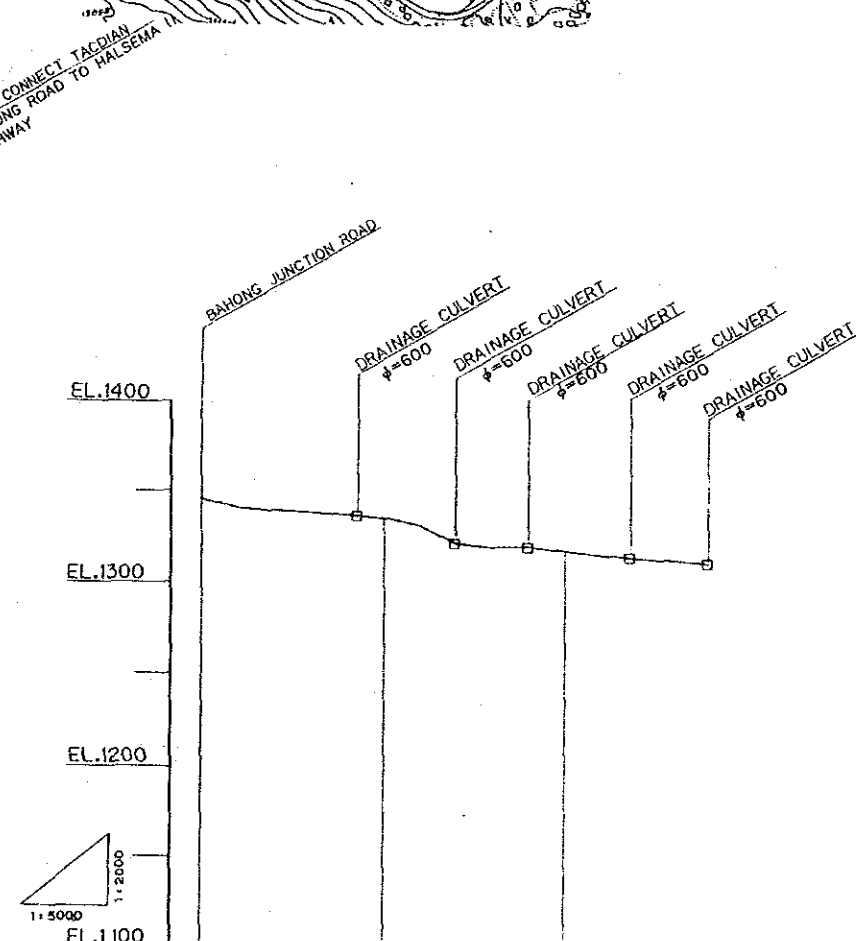 CONNECT TACDIAN
ROAD TO HALSEMA
BAHONG JUNCTION ROAD
DRAINAGE CULVERT
φ=600
DRAINAGE CULVERT
φ=600
DRAINAGE CULVERT
φ=600
DRAINAGE CULVERT
φ=600
DRAINAGE CULVERT
φ=600
EL.1400
EL.1300
EL.1200
1:2000
1:5000
EL.1100